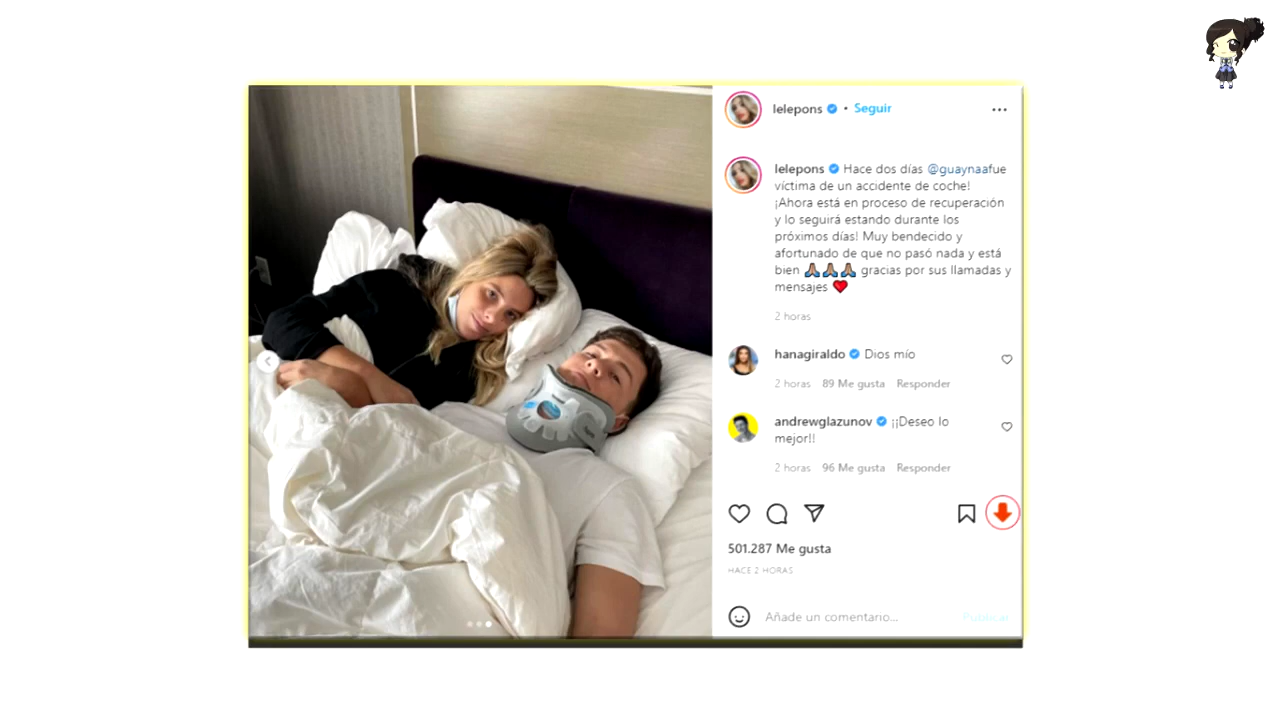 lelepons • Seguir
lelepons Hace dos días @guaynaafue
víctima de un accidente de coche!
¡Ahora está en proceso de recuperación
y lo seguirá estando durante los
próximos días! Muy bendecido y
afortunado de que no pasó nada y está
bien 🙏🏽🙏🏽🙏🏽 gracias por sus llamadas y
mensajes ❤️
2 horas
hanagiraldo Dios mío
2 horas 89 Me gusta Responder
andrewglazunov ¡¡Deseo lo
mejor!!
2 horas 96 Me gusta Responder
501.287 Me gusta
HACE 2 HORAS
Añade un comentario... Publicar